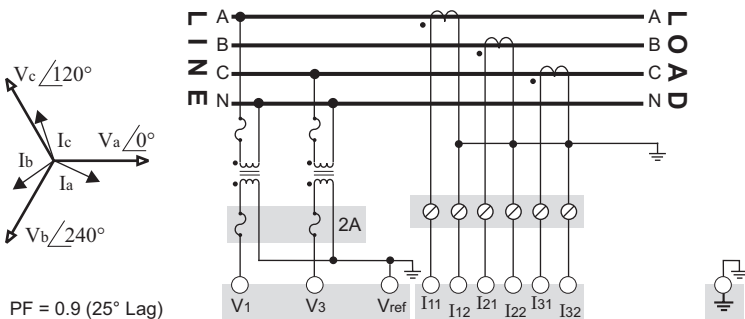 LINE
A
B
C
N
A
B
C
N
LOAD
Vc/120°
Va/0°
Ic
Ib
Ia
Vb/240°
PF = 0.9 (25° Lag)
2A
V1
V3
Vref
I11
I12
I21
I22
I31
I32